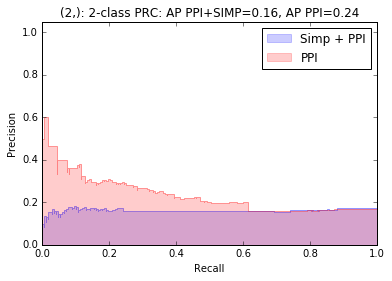 (2,): 2-class PRC: AP PPI+SIMP=0.16, AP PPI=0.24
Simp + PPI
PPI
Precision
1.0
0.8
0.6
0.4
0.2
0.0
0.0 0.2 0.4 0.6 0.8 1.0
Recall